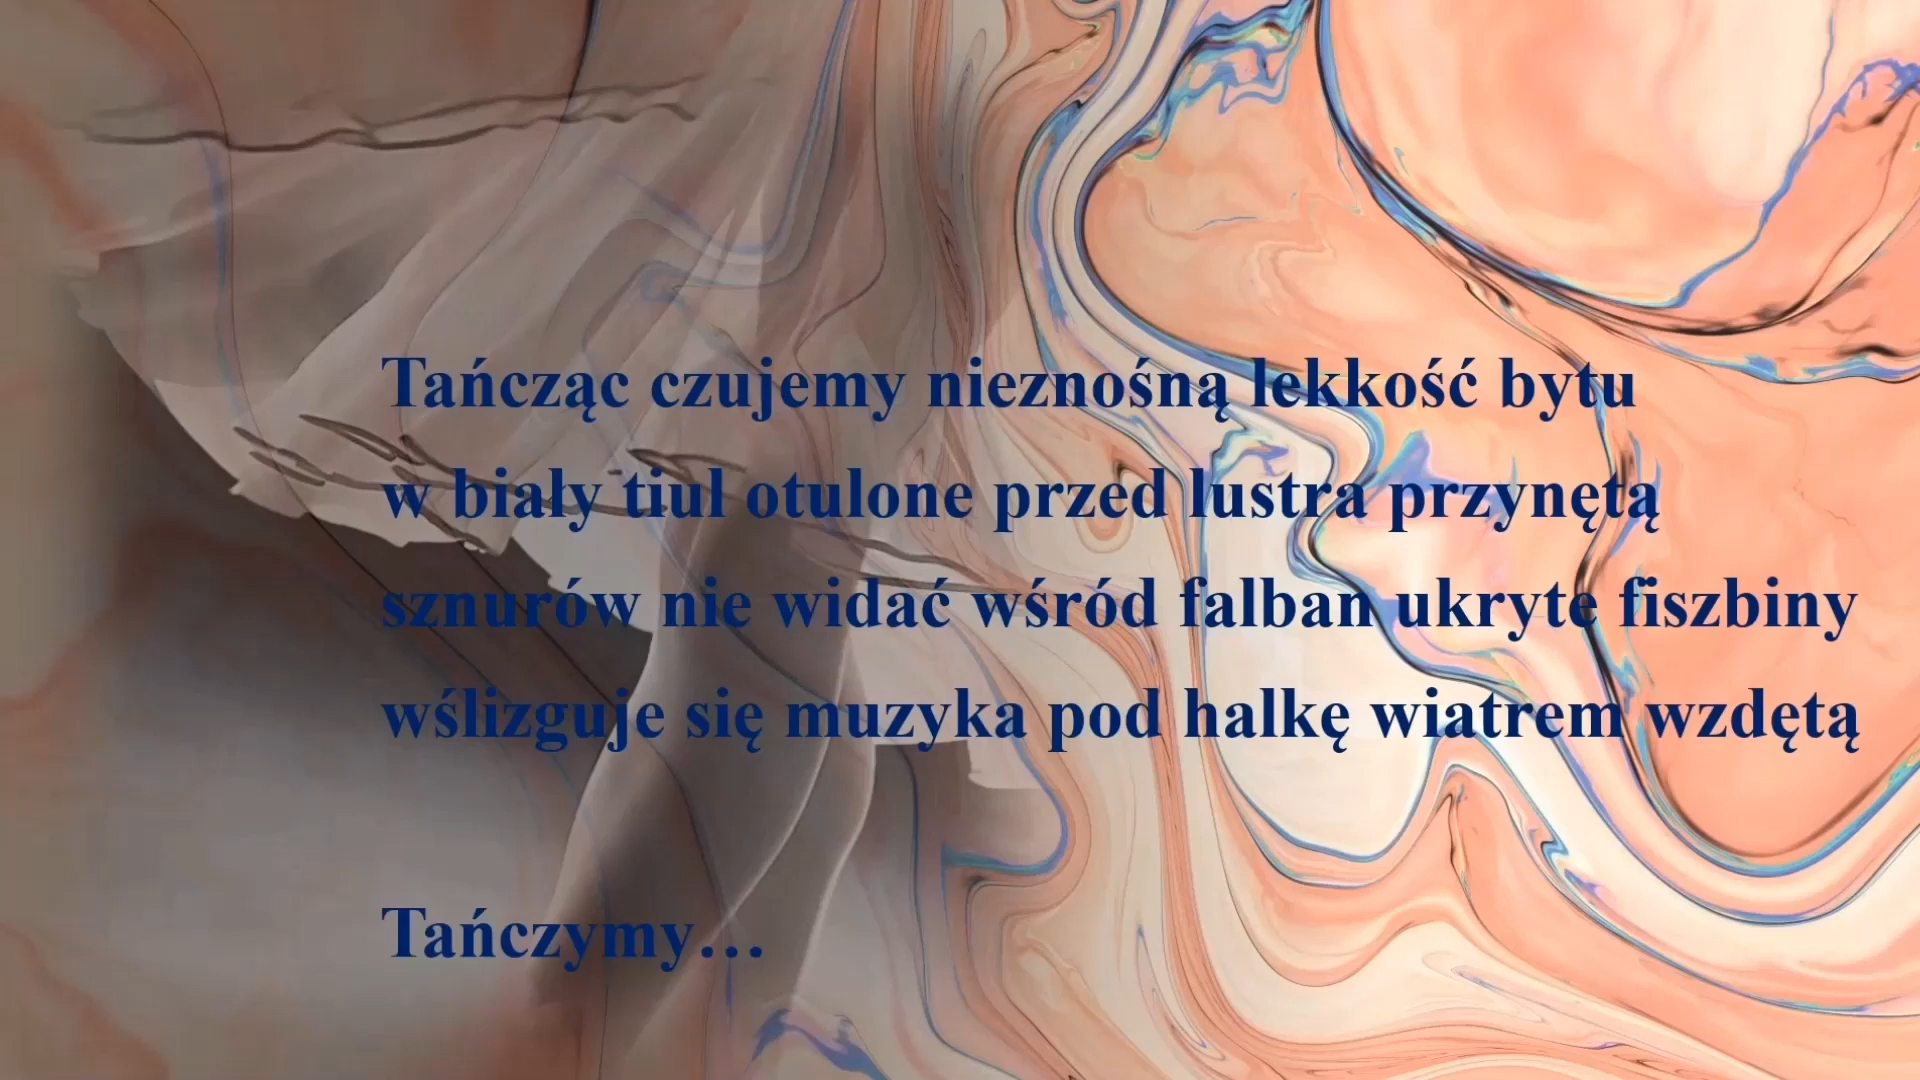 Tańcząc czujemy nieznośną lekkość bytu
w biały tiul otulone przed lustra przynętą
sznurów nie widać wśród falban ukryte fiszbiny
wślizguje się muzyka pod halkę wiatrem wzdętą
Tańczymy…